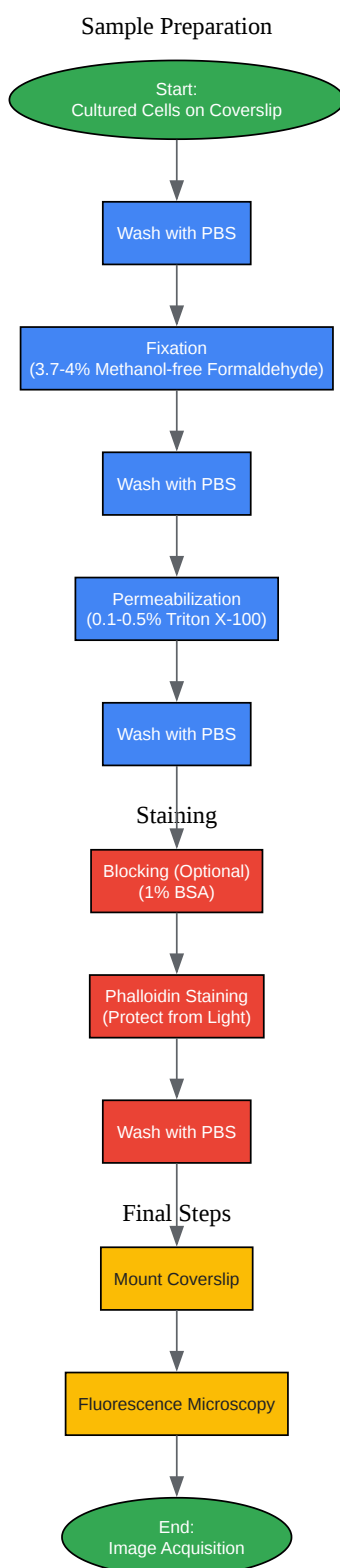 Sample Preparation
Start:
Cultured Cells on Coverslip
Wash with PBS
Fixation
(3.7-4% Methanol-free Formaldehyde)
Wash with PBS
Permeabilization
(0.1-0.5% Triton X-100)
Wash with PBS
Staining
Blocking (Optional)
(1% BSA)
Phalloidin Staining
(Protect from Light)
Wash with PBS
Final Steps
Mount Coverslip
Fluorescence Microscopy
End:
Image Acquisition